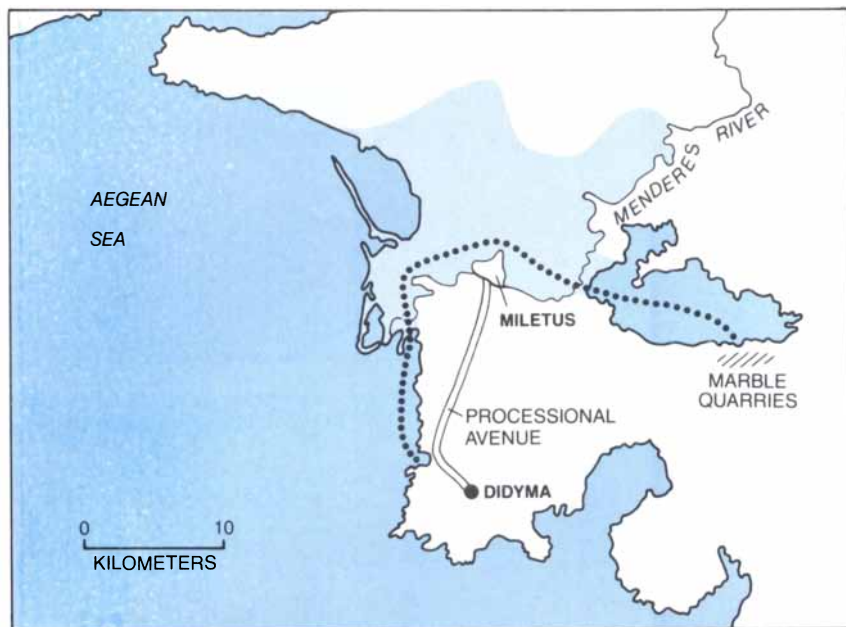 MENDERES RIVER
AEGEAN
SEA
MILETUS
MARBLE
QUARRIES
PROCESSIONAL
AVENUE
DIDYMA
0 10
KILOMETERS